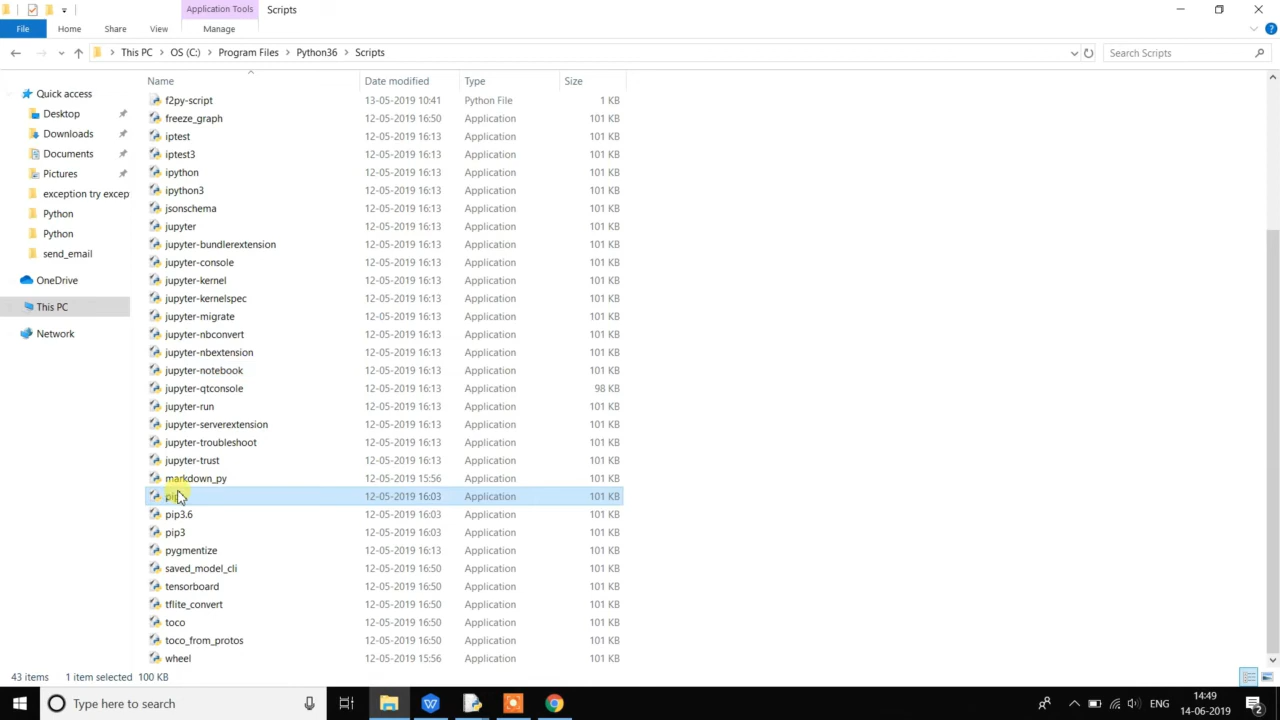 Application Tools
Scripts
File
Home
Share
View
Manage
This PC
OS (C:)
Program Files
Python36
Scripts
Search Scripts
Name
Date modified
Type
Size
Quick access
Desktop
Downloads
Documents
Pictures
exception try excep
Python
Python
send_email
OneDrive
This PC
Network
f2py-script 13-05-2019 10:41 Python File 1 KB
freeze_graph 12-05-2019 16:50 Application 101 KB
iptest 12-05-2019 16:13 Application 101 KB
iptest3 12-05-2019 16:13 Application 101 KB
ipython 12-05-2019 16:13 Application 101 KB
ipython3 12-05-2019 16:13 Application 101 KB
jsonschema 12-05-2019 16:13 Application 101 KB
jupyter 12-05-2019 16:13 Application 101 KB
jupyter-bundlerextension 12-05-2019 16:13 Application 101 KB
jupyter-console 12-05-2019 16:13 Application 101 KB
jupyter-kernel 12-05-2019 16:13 Application 101 KB
jupyter-kernelspec 12-05-2019 16:13 Application 101 KB
jupyter-migrate 12-05-2019 16:13 Application 101 KB
jupyter-nbconvert 12-05-2019 16:13 Application 101 KB
jupyter-nbextension 12-05-2019 16:13 Application 101 KB
jupyter-notebook 12-05-2019 16:13 Application 101 KB
jupyter-qtconsole 12-05-2019 16:13 Application 98 KB
jupyter-run 12-05-2019 16:13 Application 101 KB
jupyter-serverextension 12-05-2019 16:13 Application 101 KB
jupyter-troubleshoot 12-05-2019 16:13 Application 101 KB
jupyter-trust 12-05-2019 16:13 Application 101 KB
markdown_py 12-05-2019 15:56 Application 101 KB
pip 12-05-2019 16:03 Application 101 KB
pip3.6 12-05-2019 16:03 Application 101 KB
pip3 12-05-2019 16:03 Application 101 KB
pygmentize 12-05-2019 16:13 Application 101 KB
saved_model_cli 12-05-2019 16:50 Application 101 KB
tensorboard 12-05-2019 16:50 Application 101 KB
tflite_convert 12-05-2019 16:50 Application 101 KB
toco 12-05-2019 16:50 Application 101 KB
toco_from_protos 12-05-2019 16:50 Application 101 KB
wheel 12-05-2019 15:56 Application 101 KB
43 items 1 item selected 100 KB
Type here to search
ENG
14:49
14-06-2019
2